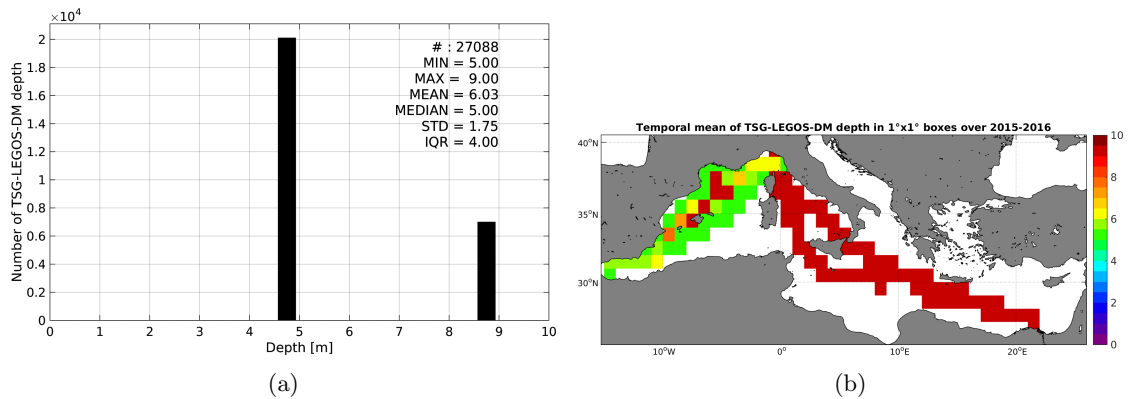 ×10⁴
2
1.8
1.6
1.4
1.2
1
0.8
0.6
0.4
0.2
0
Number of TSG-LEGOS-DM depth
# : 27088
MIN = 5.00
MAX = 9.00
MEAN = 6.03
MEDIAN = 5.00
STD = 1.75
IQR = 4.00
0 1 2 3 4 5 6 7 8 9 10
Depth [m]
(a)
Temporal mean of TSG-LEGOS-DM depth in 1°x1° boxes over 2015-2016
40°N
35°N
30°N
10°W 0° 10°E 20°E
10
8
6
4
2
0
(b)